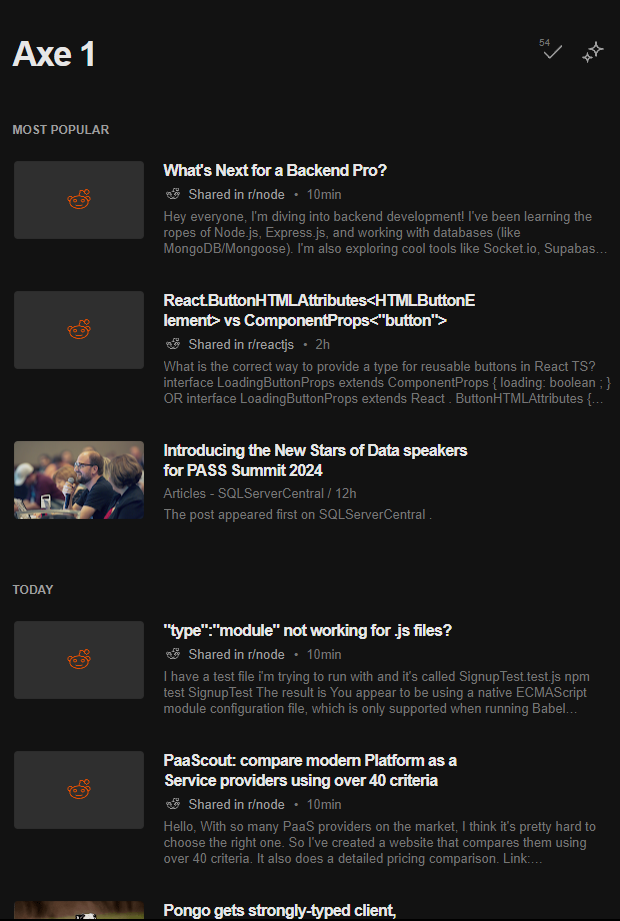 Axe 1
54
MOST POPULAR
What's Next for a Backend Pro?
Shared in r/node • 10min
Hey everyone, I'm diving into backend development! I've been learning the
ropes of Node.js, Express.js, and working with databases (like
MongoDB/Mongoose). I'm also exploring cool tools like Socket.io, Supabas...
React.ButtonHTMLAttributes<HTMLButtonE
lement> vs ComponentProps<"button">
Shared in r/reactjs • 2h
What is the correct way to provide a type for reusable buttons in React TS?
interface LoadingButtonProps extends ComponentProps { loading: boolean ; }
OR interface LoadingButtonProps extends React . ButtonHTMLAttributes {...
Introducing the New Stars of Data speakers
for PASS Summit 2024
Articles - SQLServerCentral / 12h
The post appeared first on SQLServerCentral .
TODAY
"type":"module" not working for .js files?
Shared in r/node • 10min
I have a test file i'm trying to run with and it's called SignupTest.test.js npm
test SignupTest The result is You appear to be using a native ECMAScript
module configuration file, which is only supported when running Babel...
PaaScout: compare modern Platform as a
Service providers using over 40 criteria
Shared in r/node • 10min
Hello, With so many PaaS providers on the market, I think it's pretty hard to
choose the right one. So I've created a website that compares them using
over 40 criteria. It also does a detailed pricing comparison. Link:...
Pongo gets strongly-typed client,